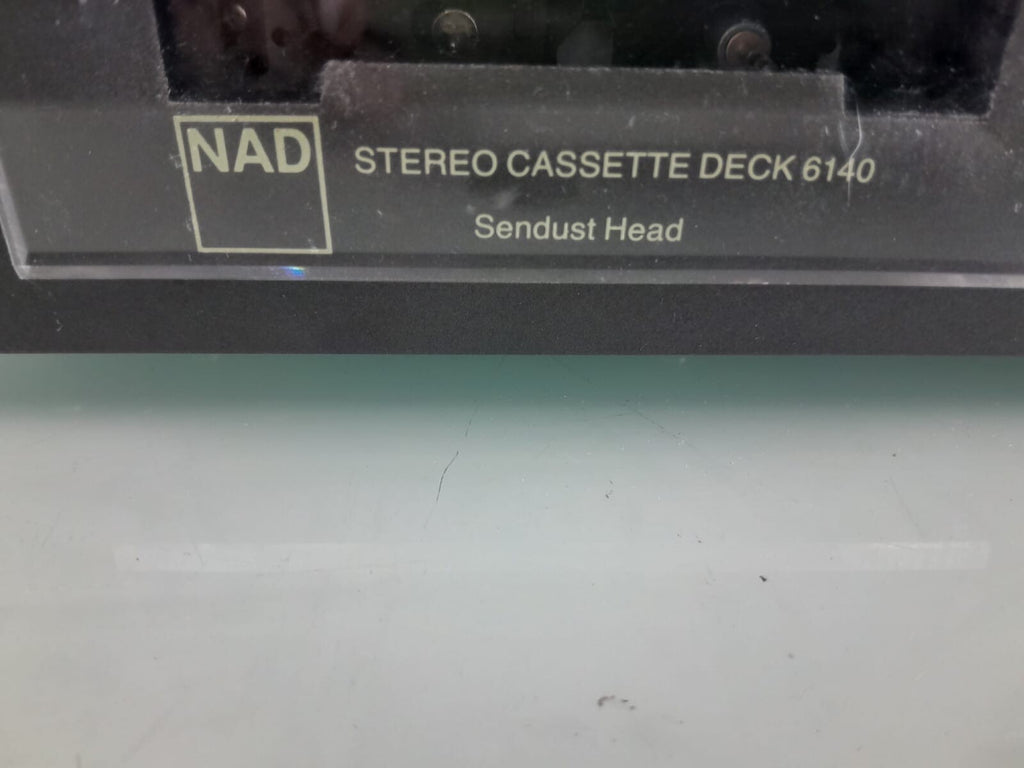 NAD
STEREO CASSETTE DECK 6140
Sendust Head